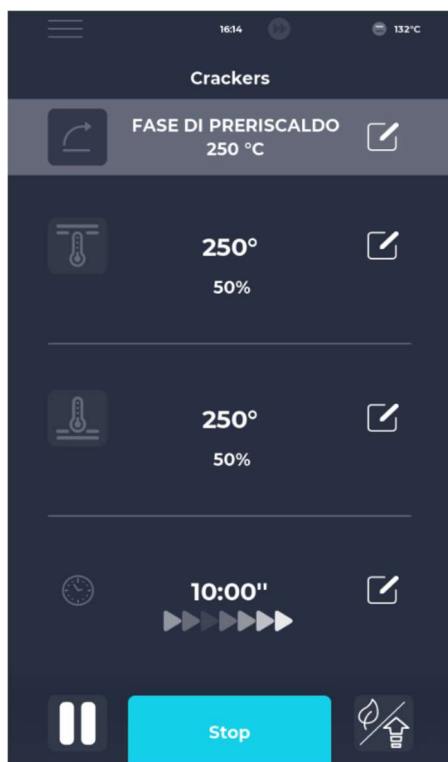 16:14
132°C
Crackers
FASE DI PRERISCALDO
250 °C
250°
50%
250°
50%
10:00"
Stop